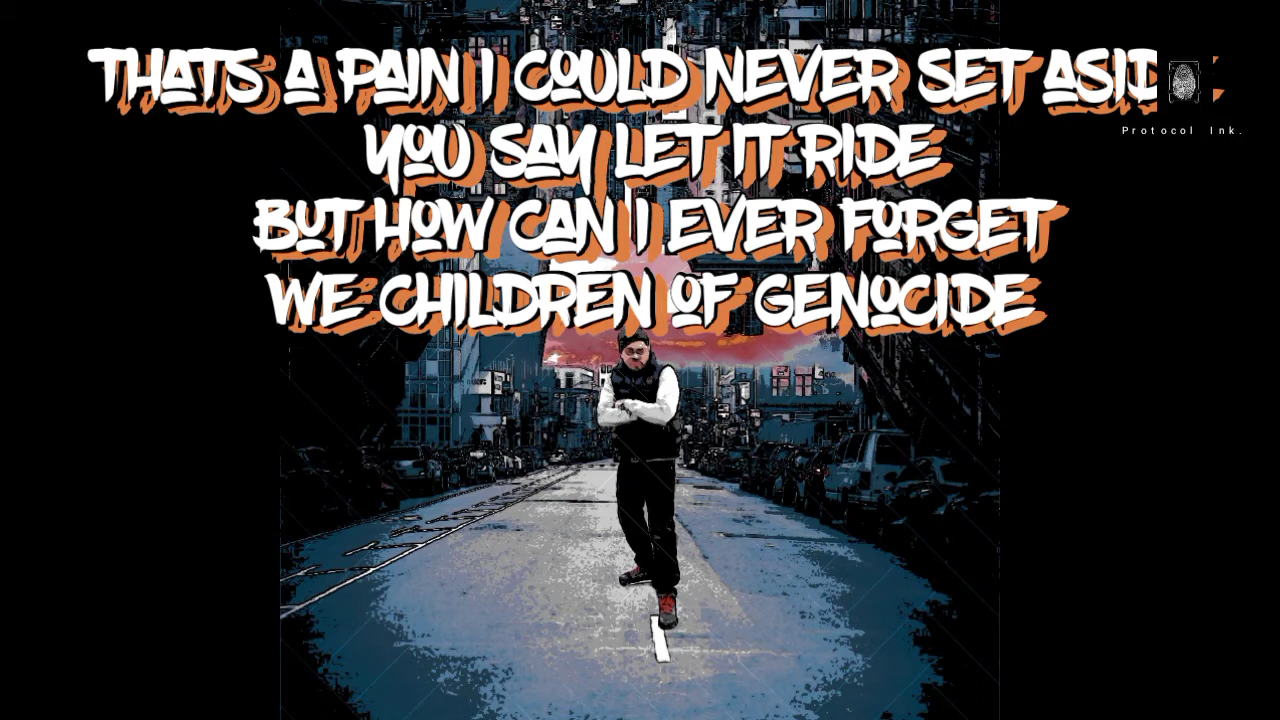 THATS A PAIN I COULD NEVER SET ASIDE
YOU SAY LET IT RIDE
BUT HOW CAN I EVER FORGET
WE CHILDREN OF GENOCIDE
Protocol Ink.